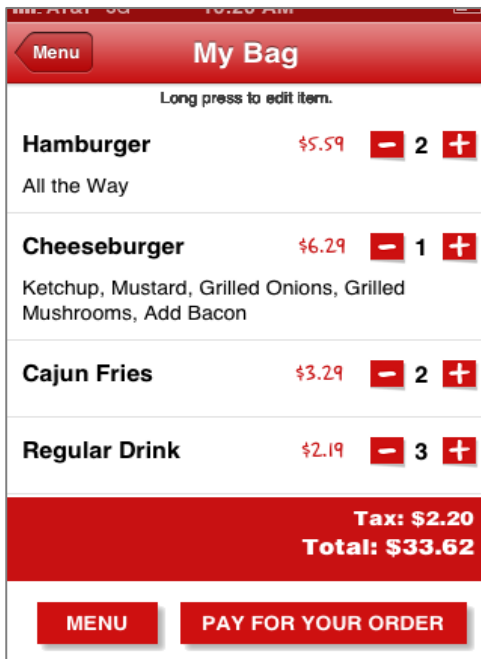 Menu
My Bag
Long press to edit item.
Hamburger $5.59 2
All the Way
Cheeseburger $6.29 1
Ketchup, Mustard, Grilled Onions, Grilled
Mushrooms, Add Bacon
Cajun Fries $3.29 2
Regular Drink $2.19 3
Tax: $2.20
Total: $33.62
MENU
PAY FOR YOUR ORDER